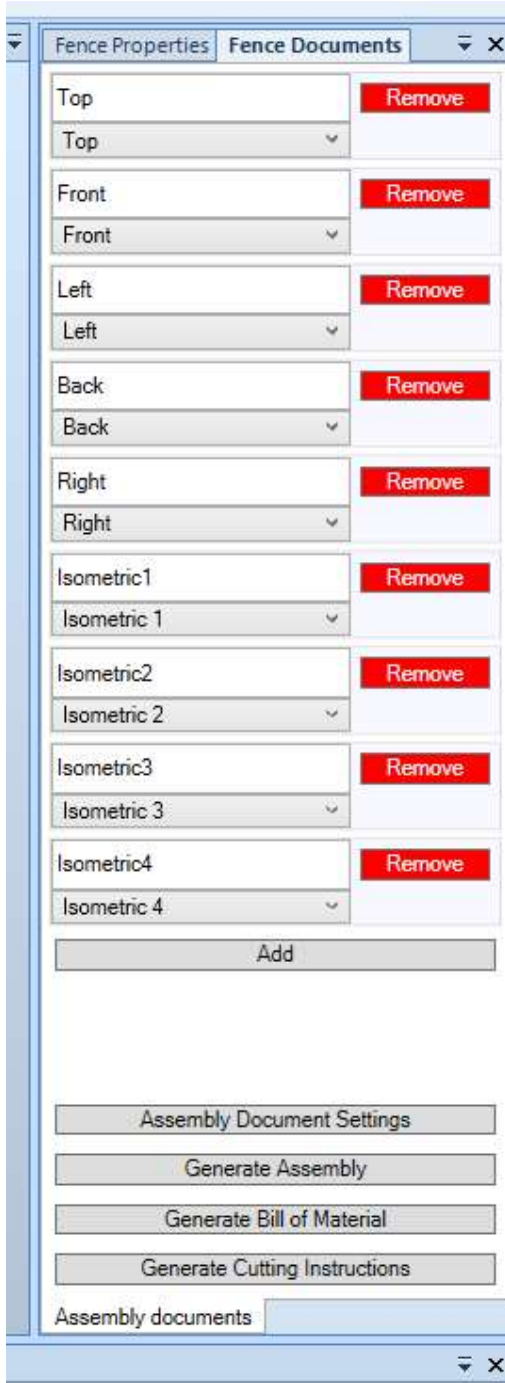 Fence Properties Fence Documents
Top Remove
Top
Front Remove
Front
Left Remove
Left
Back Remove
Back
Right Remove
Right
Isometric1 Remove
Isometric 1
Isometric2 Remove
Isometric 2
Isometric3 Remove
Isometric 3
Isometric4 Remove
Isometric 4
Add
Assembly Document Settings
Generate Assembly
Generate Bill of Material
Generate Cutting Instructions
Assembly documents